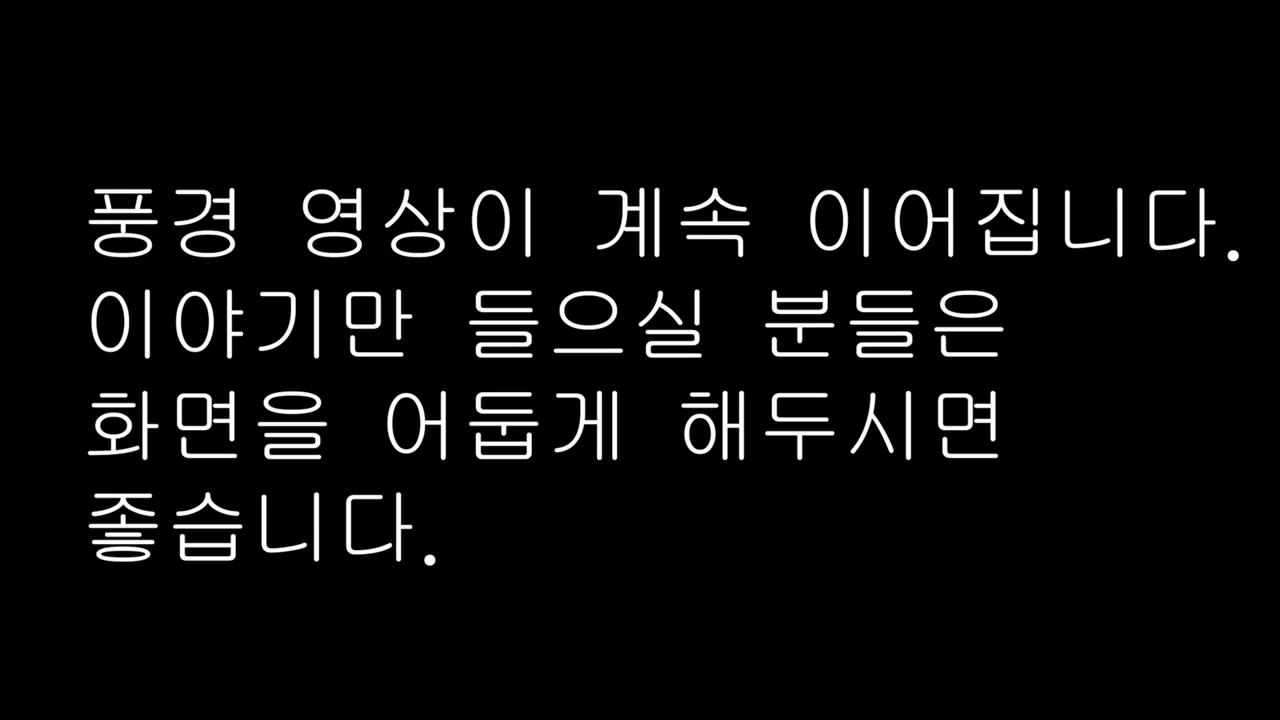 풍경 영상이 계속 이어집니다.
이야기만 들으실 분들은
화면을 어둡게 해두시면
좋습니다.